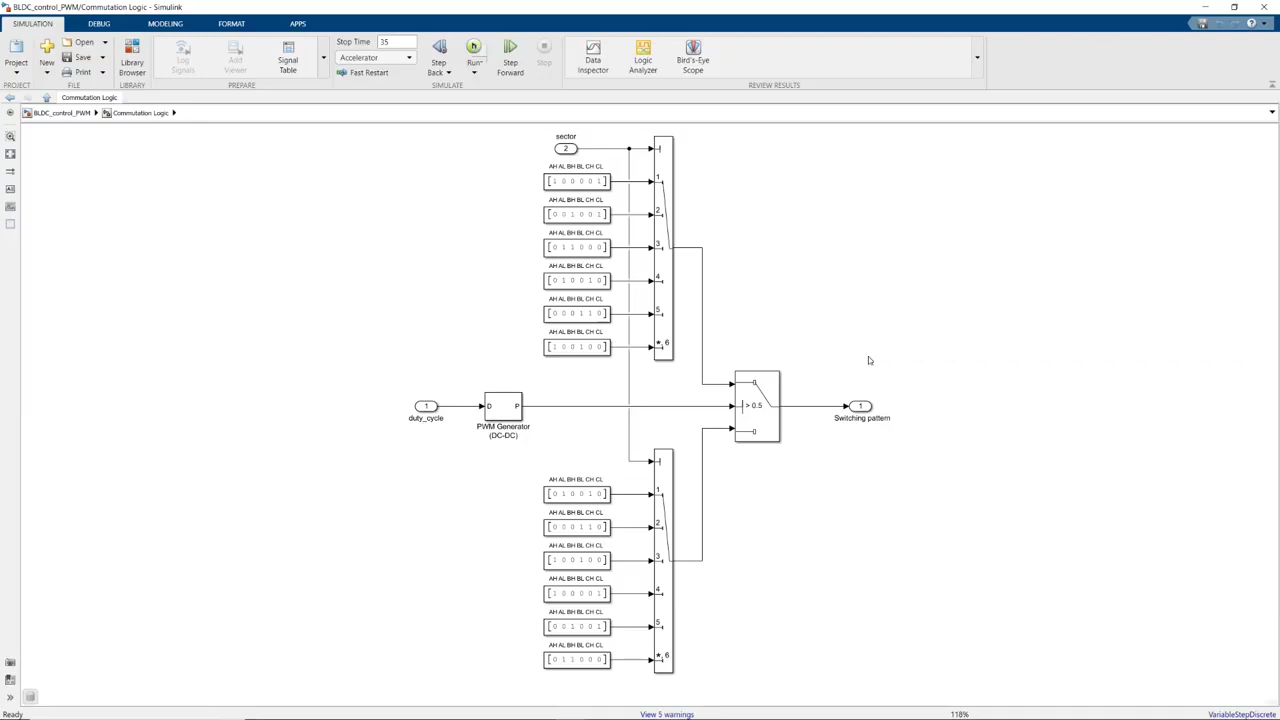 BLDC_control_PWM/Commutation Logic - Simulink
SIMULATION DEBUG MODELING FORMAT APPS
Project
PROJECT
New
Open
Save
Print
FILE
Library
Browser
LIBRARY
Log
Signals
Add
Viewer
Signal
Table
PREPARE
Stop Time 35
Accelerator
Fast Restart
Step
Back
Run
Step
Forward
Stop
SIMULATE
Data
Inspector
Logic
Analyzer
Bird's-Eye
Scope
REVIEW RESULTS
Commutation Logic
BLDC_control_PWM Commutation Logic
sector
2
AH AL BH BL CH CL
[1 0 0 0 0 1] 1
AH AL BH BL CH CL
[0 0 1 0 0 1] 2
AH AL BH BL CH CL
[0 1 1 0 0 0] 3
AH AL BH BL CH CL
[0 1 0 0 1 0] 4
AH AL BH BL CH CL
[0 0 0 1 1 0] 5
AH AL BH BL CH CL
[1 0 0 1 0 0] *, 6
1
duty_cycle
D P
PWM Generator
(DC-DC)
> 0.5
1
Switching pattern
AH AL BH BL CH CL
[0 1 0 0 1 0] 1
AH AL BH BL CH CL
[0 0 0 1 1 0] 2
AH AL BH BL CH CL
[1 0 0 1 0 0] 3
AH AL BH BL CH CL
[1 0 0 0 0 1] 4
AH AL BH BL CH CL
[0 0 1 0 0 1] 5
AH AL BH BL CH CL
[0 1 1 0 0 0] *, 6
Ready View 5 warnings 118% VariableStepDiscrete